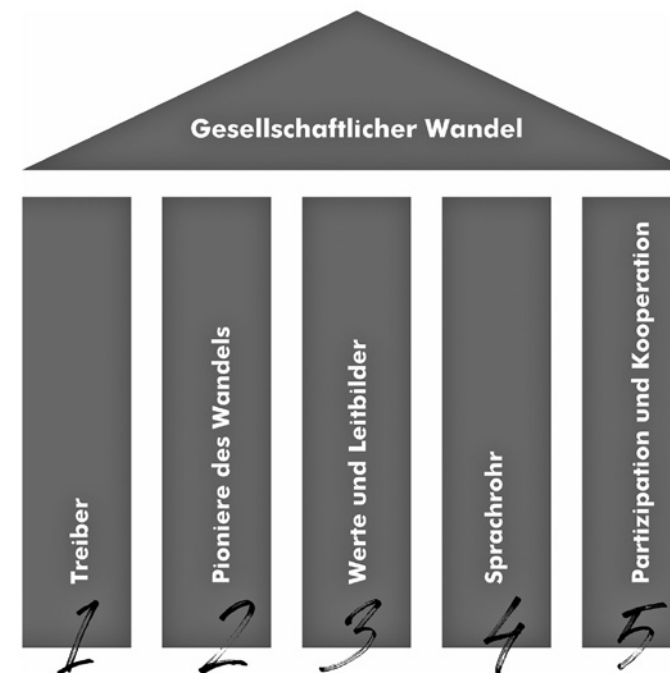 Gesellschaftlicher Wandel
Treiber
Pioniere des Wandels
Werte und Leitbilder
Sprachrohr
Partizipation und Kooperation
1
2
3
4
5